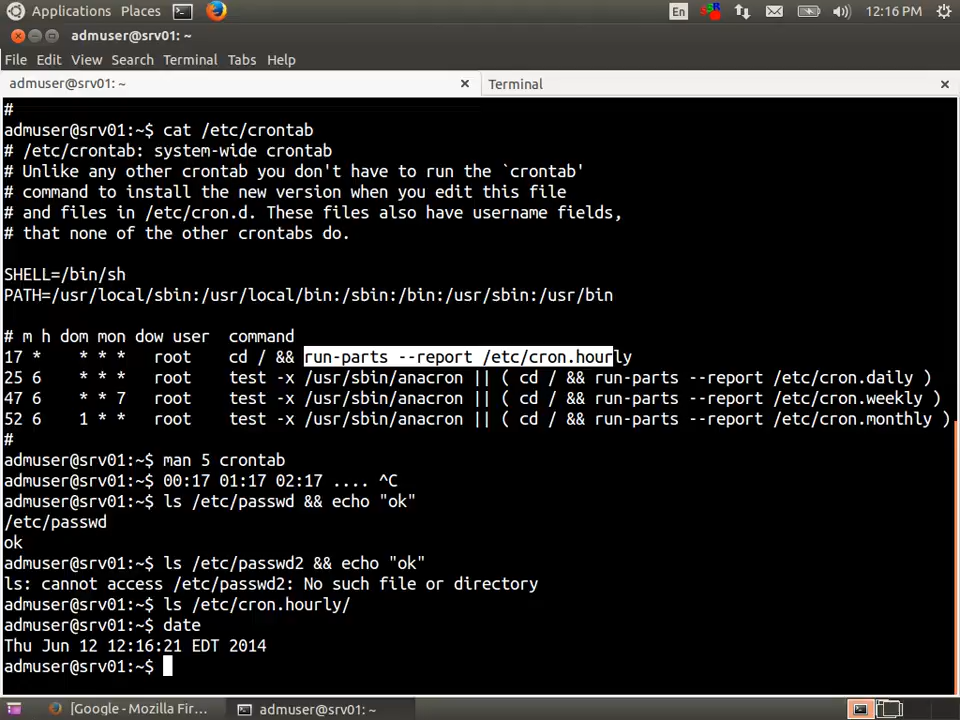 Applications Places En 12:16 PM
admuser@srv01: ~
File Edit View Search Terminal Tabs Help
admuser@srv01: ~ × Terminal ×
#
admuser@srv01:~$ cat /etc/crontab
# /etc/crontab: system-wide crontab
# Unlike any other crontab you don't have to run the `crontab'
# command to install the new version when you edit this file
# and files in /etc/cron.d. These files also have username fields,
# that none of the other crontabs do.
SHELL=/bin/sh
PATH=/usr/local/sbin:/usr/local/bin:/sbin:/bin:/usr/sbin:/usr/bin
# m h dom mon dow user  command
17 *    * * *   root    cd / && run-parts --report /etc/cron.hourly
25 6    * * *   root    test -x /usr/sbin/anacron || ( cd / && run-parts --report /etc/cron.daily )
47 6    * * 7   root    test -x /usr/sbin/anacron || ( cd / && run-parts --report /etc/cron.weekly )
52 6    1 * *   root    test -x /usr/sbin/anacron || ( cd / && run-parts --report /etc/cron.monthly )
#
admuser@srv01:~$ man 5 crontab
admuser@srv01:~$ 00:17 01:17 02:17 .... ^C
admuser@srv01:~$ ls /etc/passwd && echo "ok"
/etc/passwd
ok
admuser@srv01:~$ ls /etc/passwd2 && echo "ok"
ls: cannot access /etc/passwd2: No such file or directory
admuser@srv01:~$ ls /etc/cron.hourly/
admuser@srv01:~$ date
Thu Jun 12 12:16:21 EDT 2014
admuser@srv01:~$
[Google - Mozilla Fir... admuser@srv01: ~